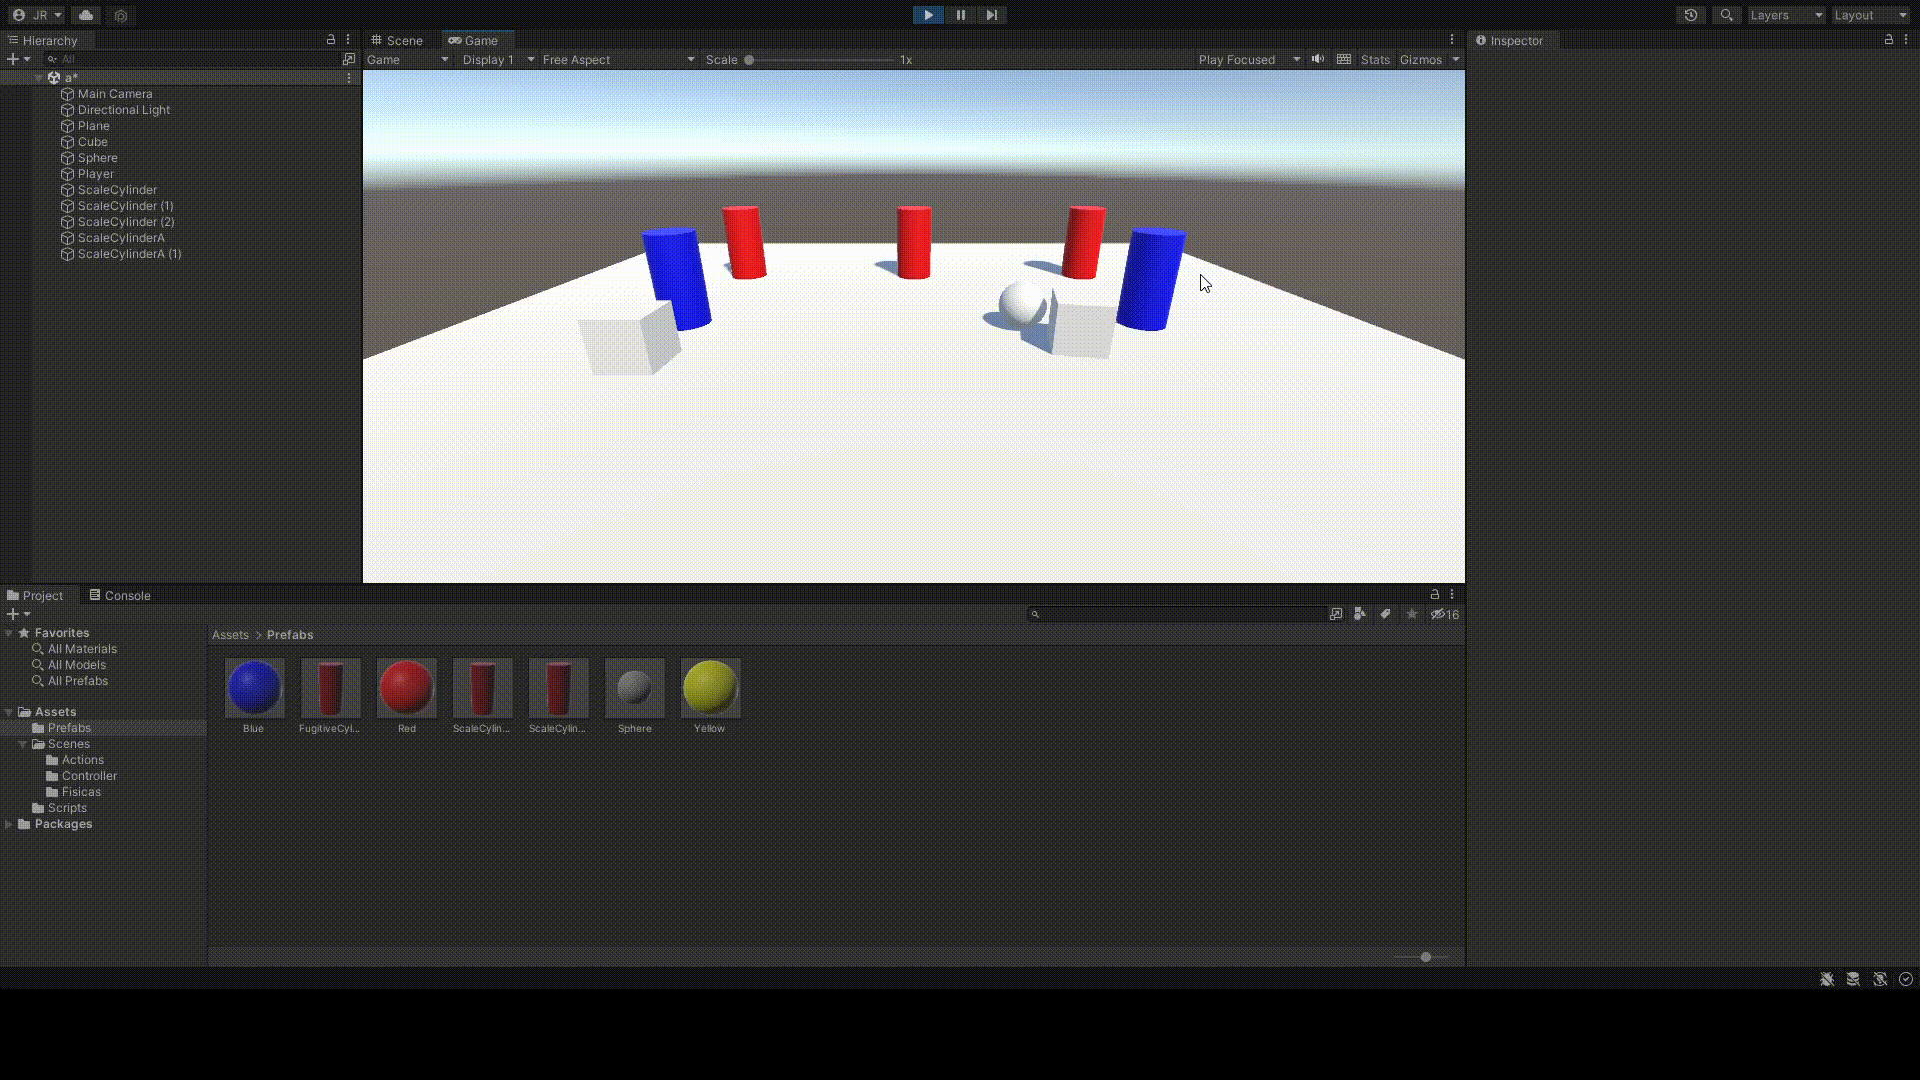 JR Layers Layout
Hierarchy Scene Game Inspector
All Game Display 1 Free Aspect Scale 1x Play Focused Stats Gizmos
a*
Main Camera
Directional Light
Plane
Cube
Sphere
Player
ScaleCylinder
ScaleCylinder (1)
ScaleCylinder (2)
ScaleCylinderA
ScaleCylinderA (1)
Project Console
16
Favorites
All Materials
All Models
All Prefabs
Assets
Prefabs
Scenes
Actions
Controller
Fisicas
Scripts
Packages
Assets > Prefabs
Blue FugitiveCyl... Red ScaleCylin... ScaleCylin... Sphere Yellow